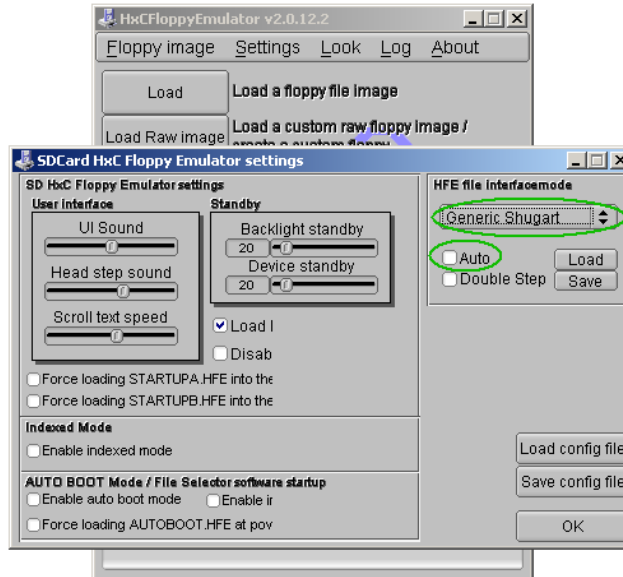 HxCFloppyEmulator v2.0.12.2
Floppy image Settings Look Log About
Load
Load a floppy file image
Load Raw image
Load a custom raw floppy image /
create a custom floppy
SDCard HxC Floppy Emulator settings
SD HxC Floppy Emulator settings
User interface
UI Sound
Head step sound
Scroll text speed
Standby
Backlight standby
20
Device standby
20
Load I
Disab
Force loading STARTUPA.HFE into the
Force loading STARTUPB.HFE into the
Indexed Mode
Enable indexed mode
AUTO BOOT Mode / File Selector software startup
Enable auto boot mode
Enable ir
Force loading AUTOBOOT.HFE at pov
HFE file interfacemode
Generic Shugart
Auto
Load
Double Step
Save
Load config file
Save config file
OK